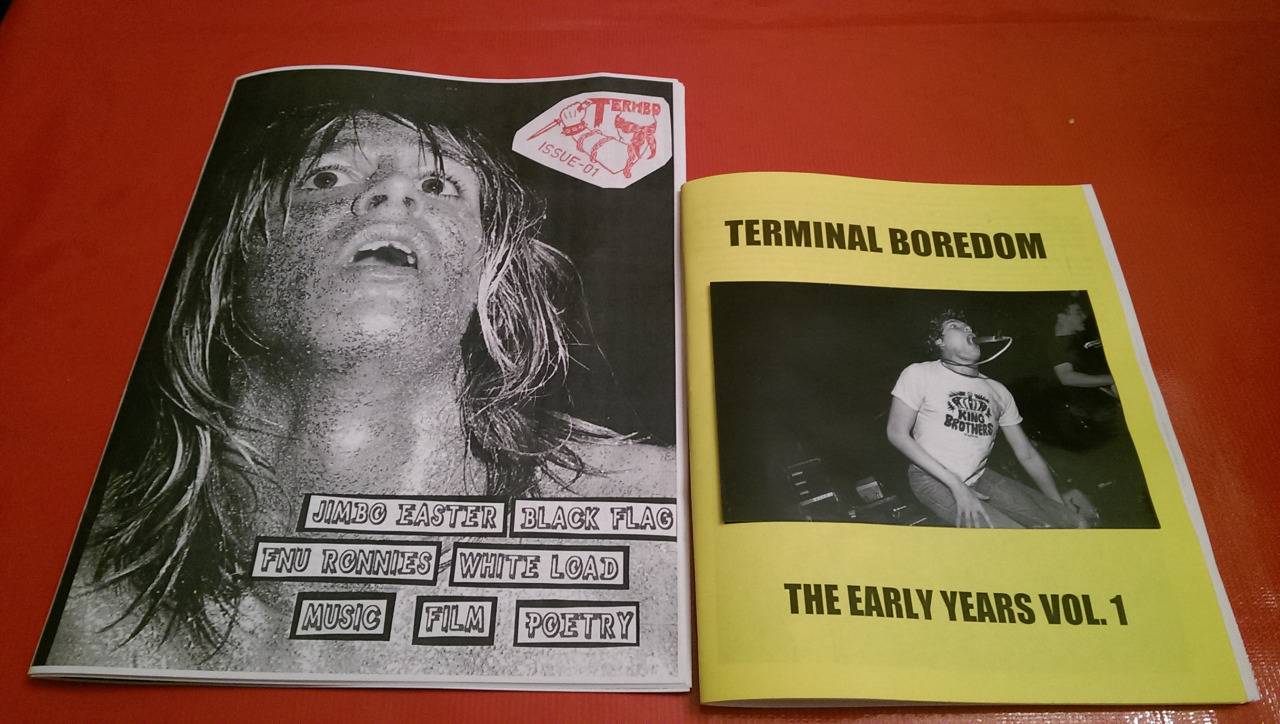 TERMBO
ISSUE-01
JIMBO EASTER
BLACK FLAG
FNU RONNIES
WHITE LOAD
MUSIC
FILM
POETRY
TERMINAL BOREDOM
KING
BROTHERS
THE EARLY YEARS VOL. 1